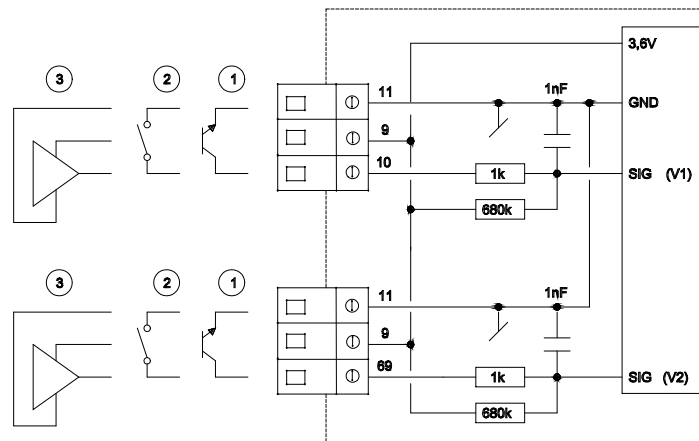 3,6V
3 2 1
11 1nF GND
9
10 1k SIG (V1)
680k
3 2 1
11 1nF
9
69 1k SIG (V2)
680k